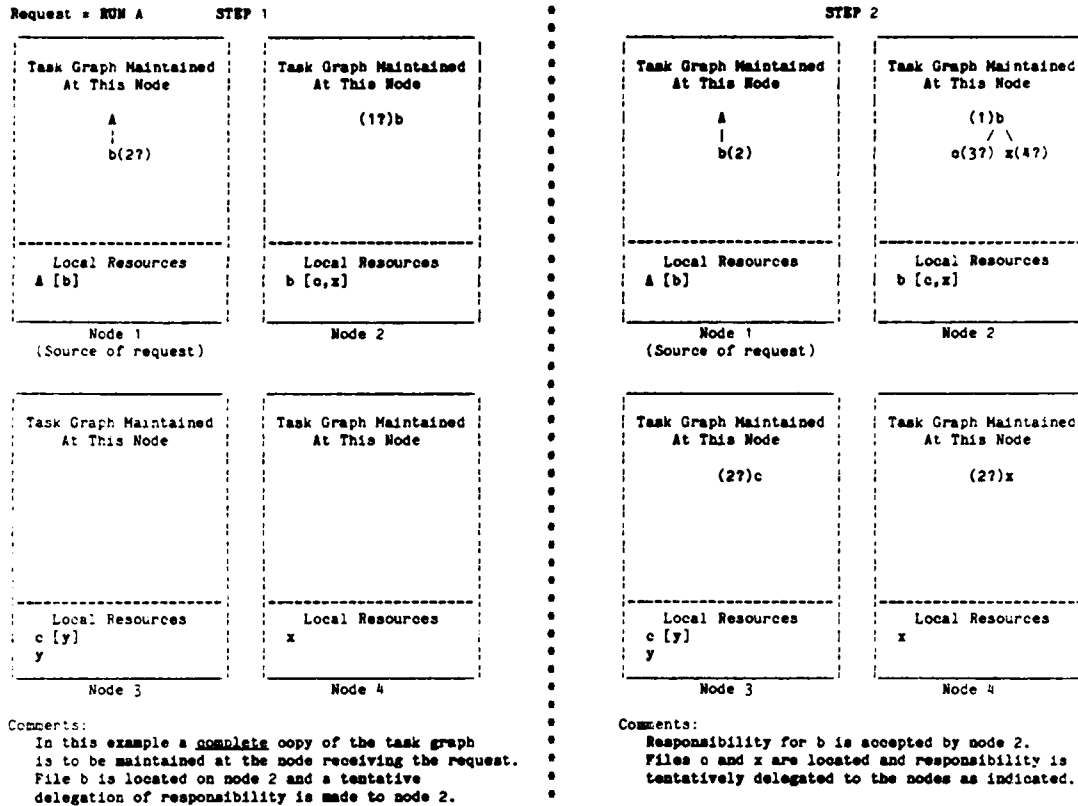 Request = RUN A STEP 1
Task Graph Maintained Task Graph Maintained
At This Node At This Node
A (1?)b
b(2?)
Local Resources Local Resources
A [b] b [c,x]
Node 1 Node 2
(Source of request)
Task Graph Maintained Task Graph Maintained
At This Node At This Node
Local Resources Local Resources
c [y] x
y
Node 3 Node 4
Comments:
In this example a complete copy of the task graph
is to be maintained at the node receiving the request.
File b is located on node 2 and a tentative
delegation of responsibility is made to node 2.
STEP 2
Task Graph Maintained Task Graph Maintained
At This Node At This Node
A (1)b
b(2) c(3?) x(4?)
Local Resources Local Resources
A [b] b [c,x]
Node 1 Node 2
(Source of request)
Task Graph Maintained Task Graph Maintained
At This Node At This Node
(2?)c (2?)x
Local Resources Local Resources
c [y] x
y
Node 3 Node 4
Comments:
Responsibility for b is accepted by node 2.
Files c and x are located and responsibility is
tentatively delegated to the nodes as indicated.